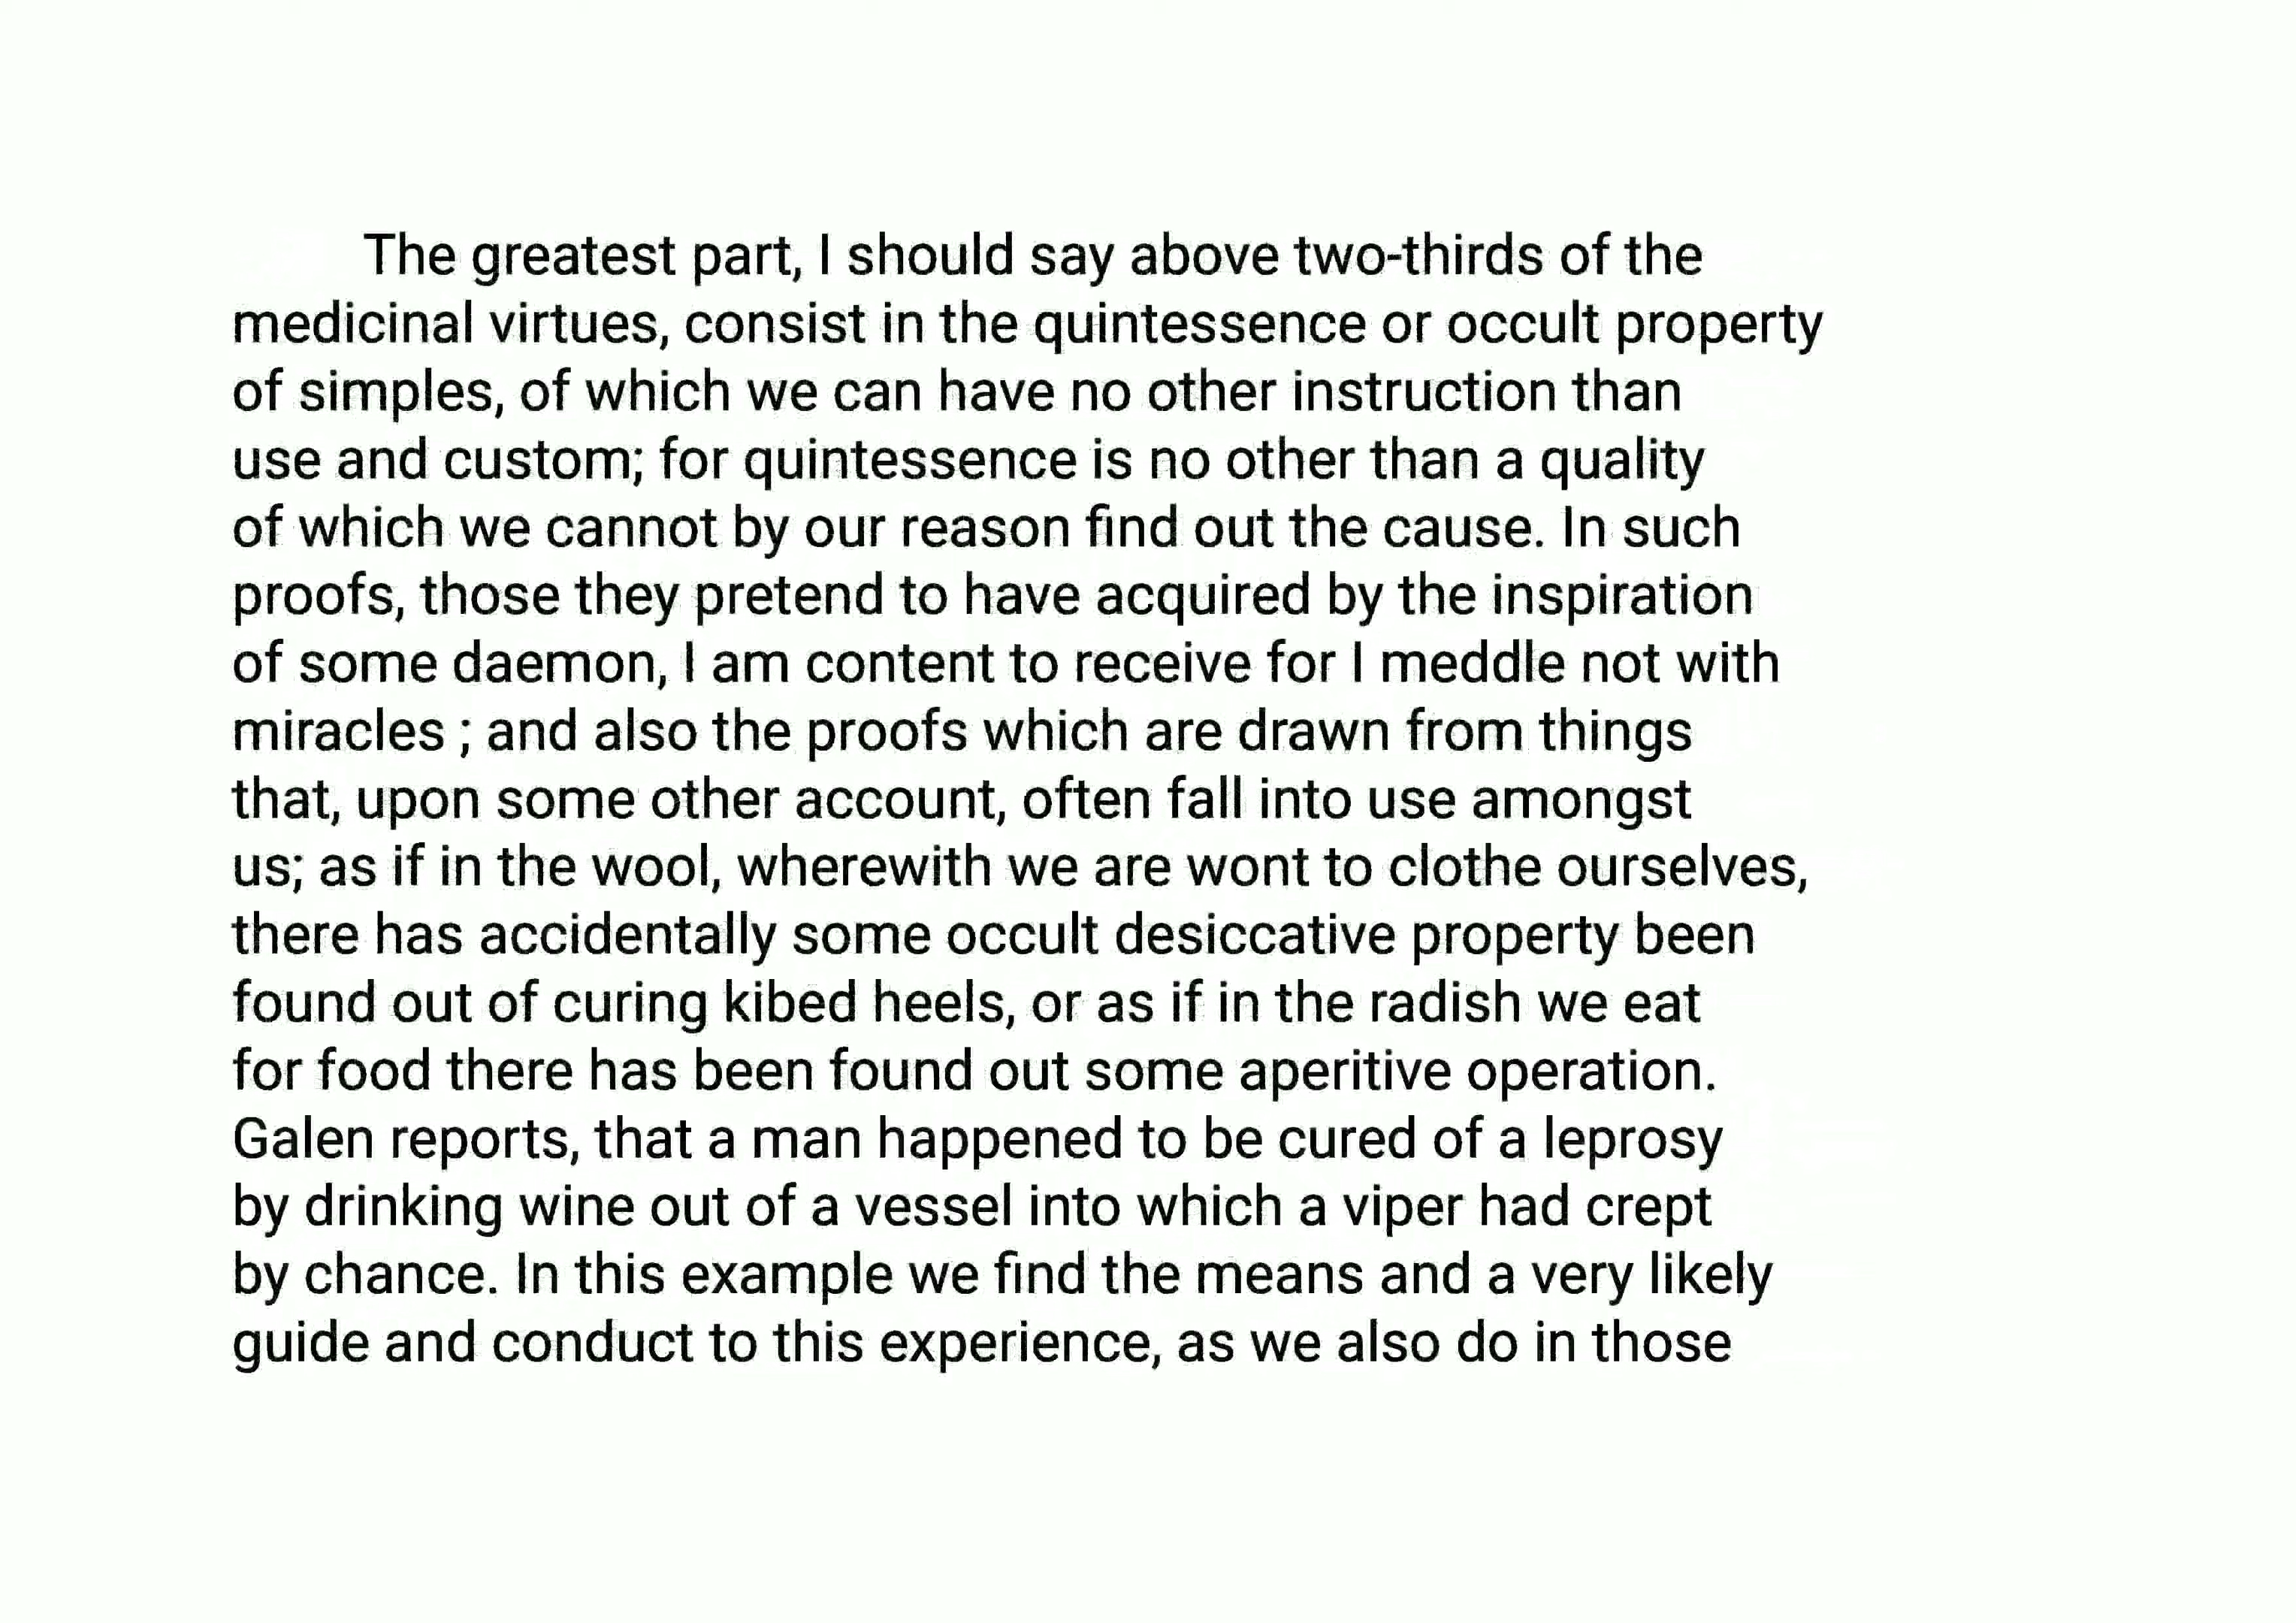 The greatest part, I should say above two-thirds of the
medicinal virtues, consist in the quintessence or occult property
of simples, of which we can have no other instruction than
use and custom; for quintessence is no other than a quality
of which we cannot by our reason find out the cause. In such
proofs, those they pretend to have acquired by the inspiration
of some daemon, I am content to receive for I meddle not with
miracles ; and also the proofs which are drawn from things
that, upon some other account, often fall into use amongst
us; as if in the wool, wherewith we are wont to clothe ourselves,
there has accidentally some occult desiccative property been
found out of curing kibed heels, or as if in the radish we eat
for food there has been found out some aperitive operation.
Galen reports, that a man happened to be cured of a leprosy
by drinking wine out of a vessel into which a viper had crept
by chance. In this example we find the means and a very likely
guide and conduct to this experience, as we also do in those